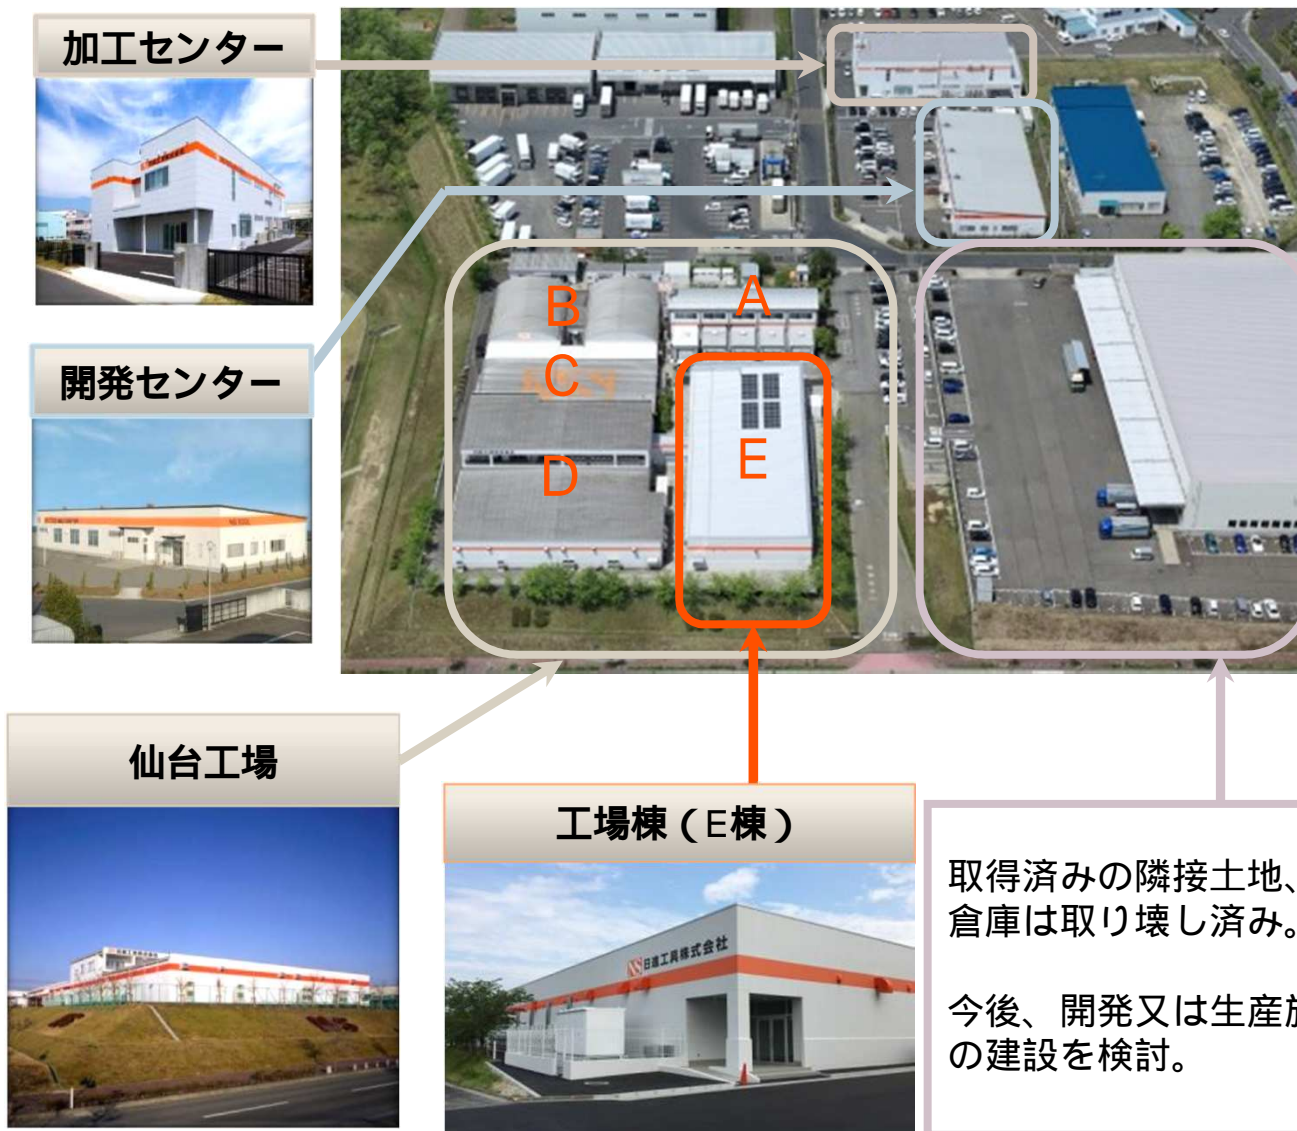 加工センター
開発センター
B
A
C
E
D
仙台工場
工場棟（E棟）
NS 日進工具株式会社
取得済みの隣接土地、
倉庫は取り壊し済み。
今後、開発又は生産施
の建設を検討。